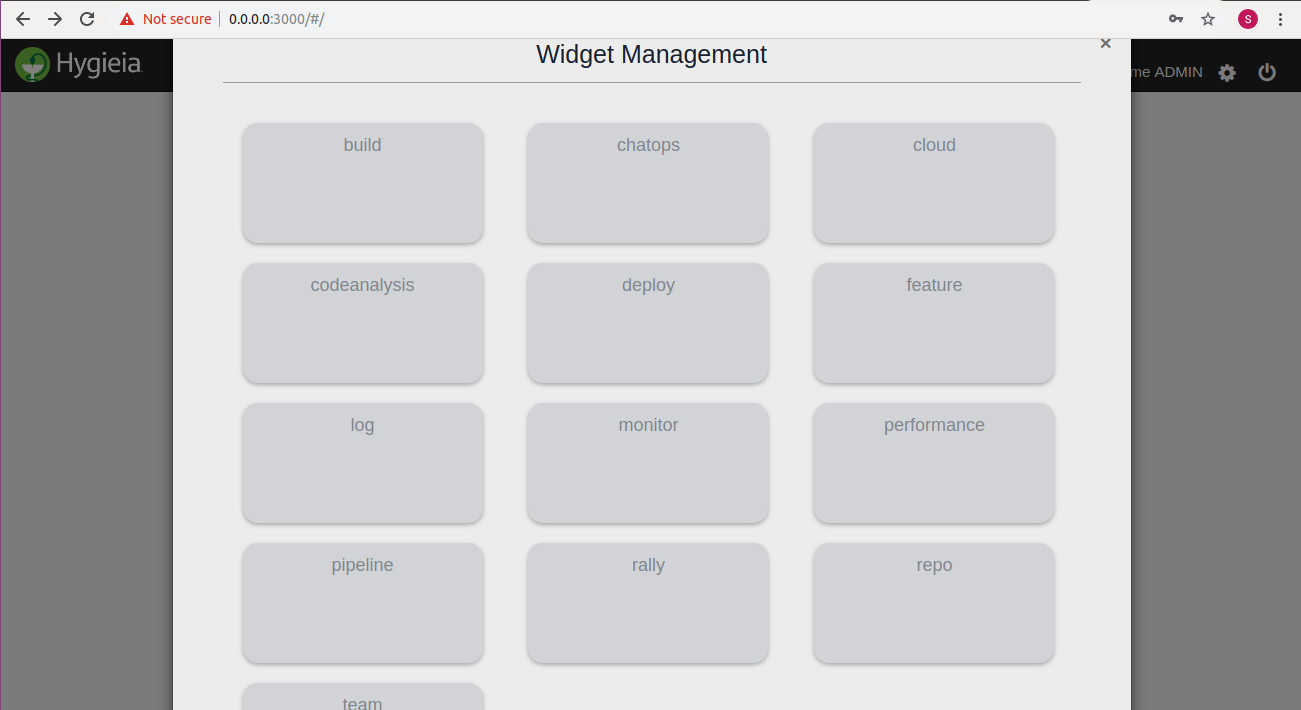 Not secure | 0.0.0.0:3000/#/
S
Widget Management
×
Hygieia
me ADMIN
build
chatops
cloud
codeanalysis
deploy
feature
log
monitor
performance
pipeline
rally
repo
team